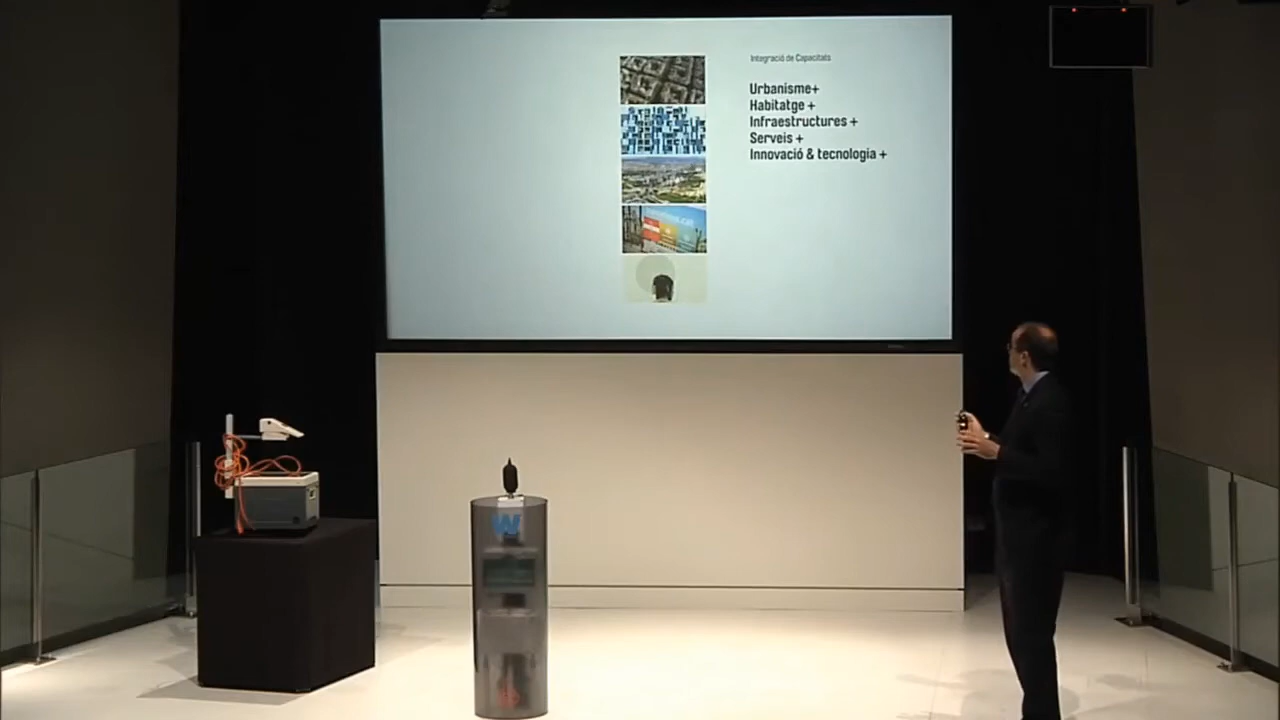 Integració de Capacitats
Urbanisme+
Habitatge +
Infraestructures +
Serveis +
Innovació & tecnologia +
W